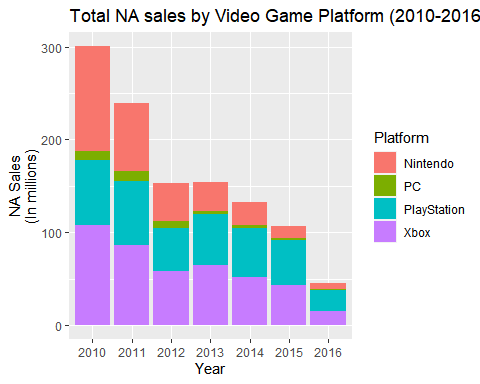 Total NA sales by Video Game Platform (2010-2016
300
200
100
0
NA Sales
(In millions)
2010 2011 2012 2013 2014 2015 2016
Year
Platform
Nintendo
PC
PlayStation
Xbox